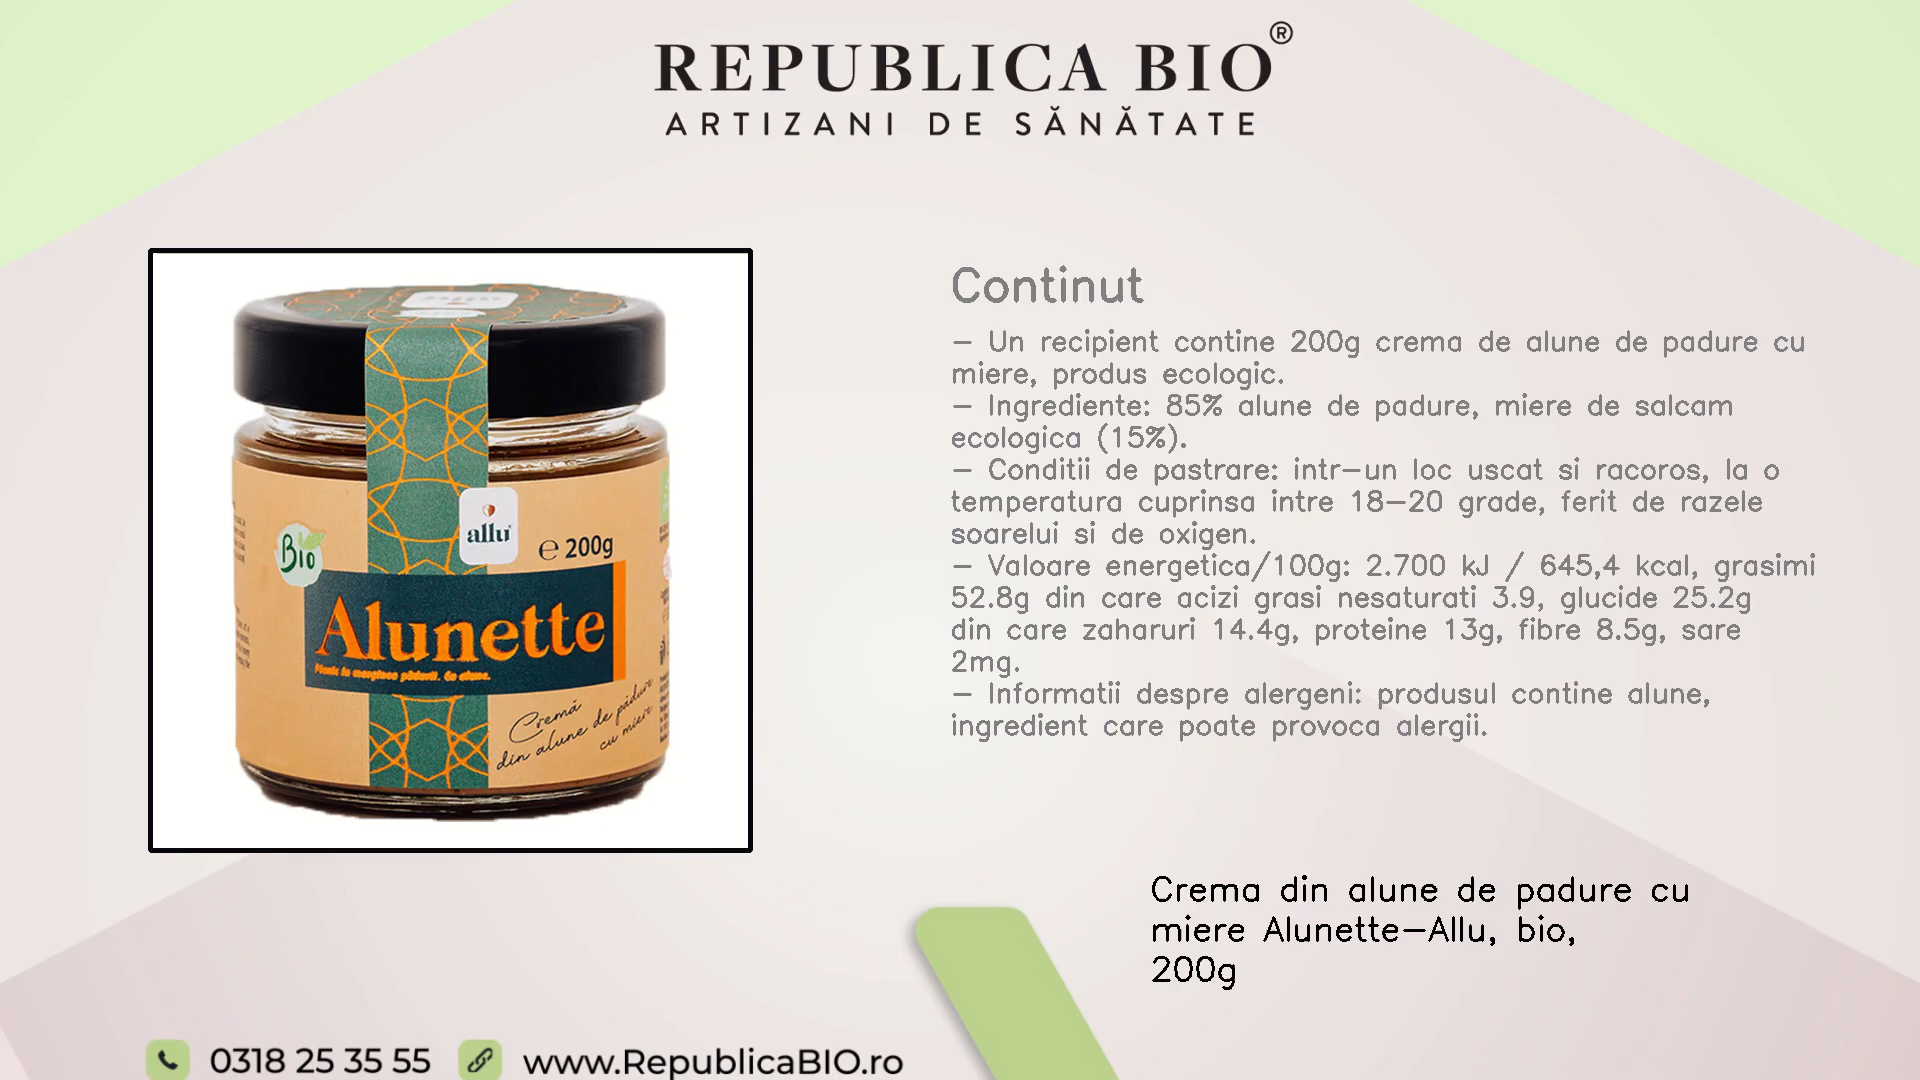 REPUBLICA BIO®
ARTIZANI DE SĂNĂTATE
Continut
- Un recipient contine 200g crema de alune de padure cu
miere, produs ecologic.
- Ingrediente: 85% alune de padure, miere de salcam
ecologica (15%).
- Conditii de pastrare: intr-un loc uscat si racoros, la o
temperatura cuprinsa intre 18-20 grade, ferit de razele
soarelui si de oxigen.
- Valoare energetica/100g: 2.700 kJ / 645,4 kcal, grasimi
52.8g din care acizi grasi nesaturati 3.9, glucide 25.2g
din care zaharuri 14.4g, proteine 13g, fibre 8.5g, sare
2mg.
- Informatii despre alergeni: produsul contine alune,
ingredient care poate provoca alergii.
allu
Bio
℮ 200g
Alunette
Cremă
din alune de pădure
cu miere
Crema din alune de padure cu
miere Alunette-Allu, bio,
200g
0318 25 35 55
www.RepublicaBIO.ro